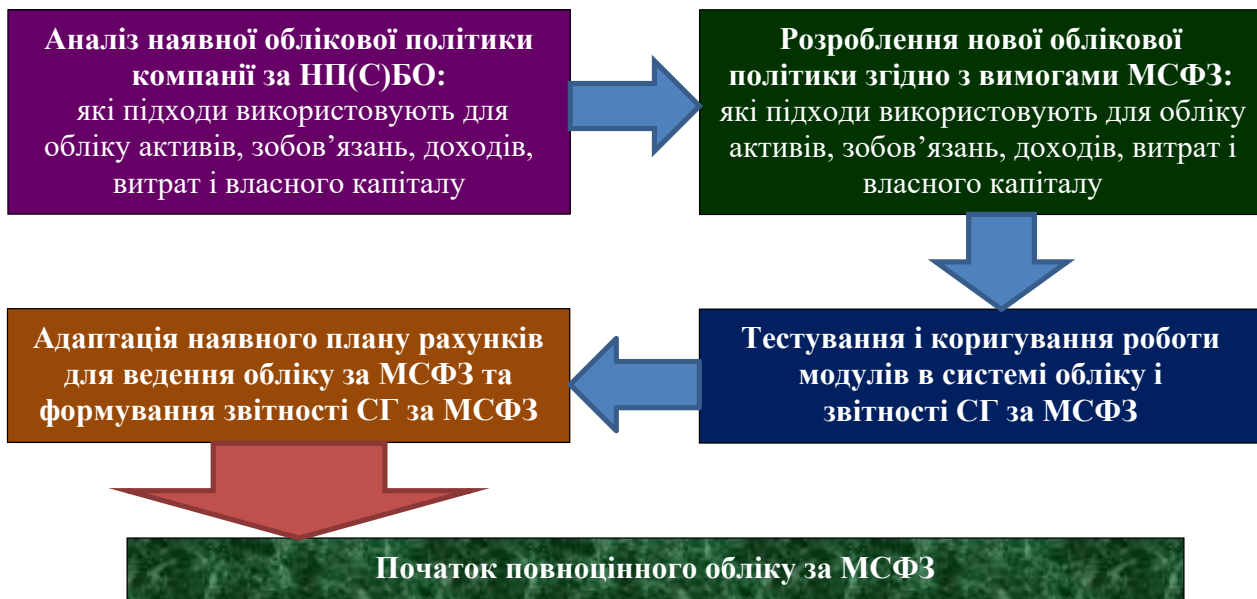 Аналіз наявної облікової політики
компанії за НП(С)БО:
які підходи використовують для
обліку активів, зобов’язань, доходів,
витрат і власного капіталу
Розроблення нової облікової
політики згідно з вимогами МСФЗ:
які підходи використовують для обліку
активів, зобов’язань, доходів, витрат і
власного капіталу
Тестування і коригування роботи
модулів в системі обліку і
звітності СГ за МСФЗ
Адаптація наявного плану рахунків
для ведення обліку за МСФЗ та
формування звітності СГ за МСФЗ
Початок повноцінного обліку за МСФЗ